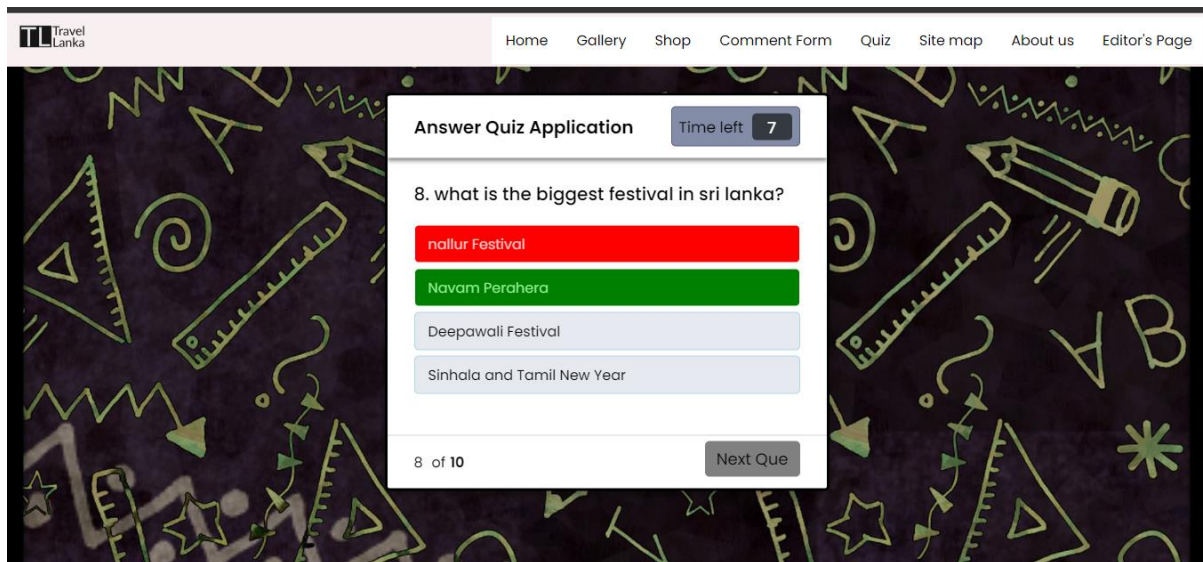 TL Travel
Lanka
Home Gallery Shop Comment Form Quiz Site map About us Editor's Page
Answer Quiz Application
Time left 7
8. what is the biggest festival in sri lanka?
nallur Festival
Navam Perahera
Deepawali Festival
Sinhala and Tamil New Year
8 of 10
Next Que